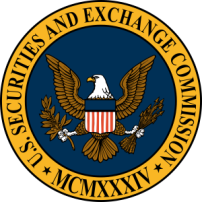 U.S. SECURITIES AND EXCHANGE COMMISSION
MCMXXXIV